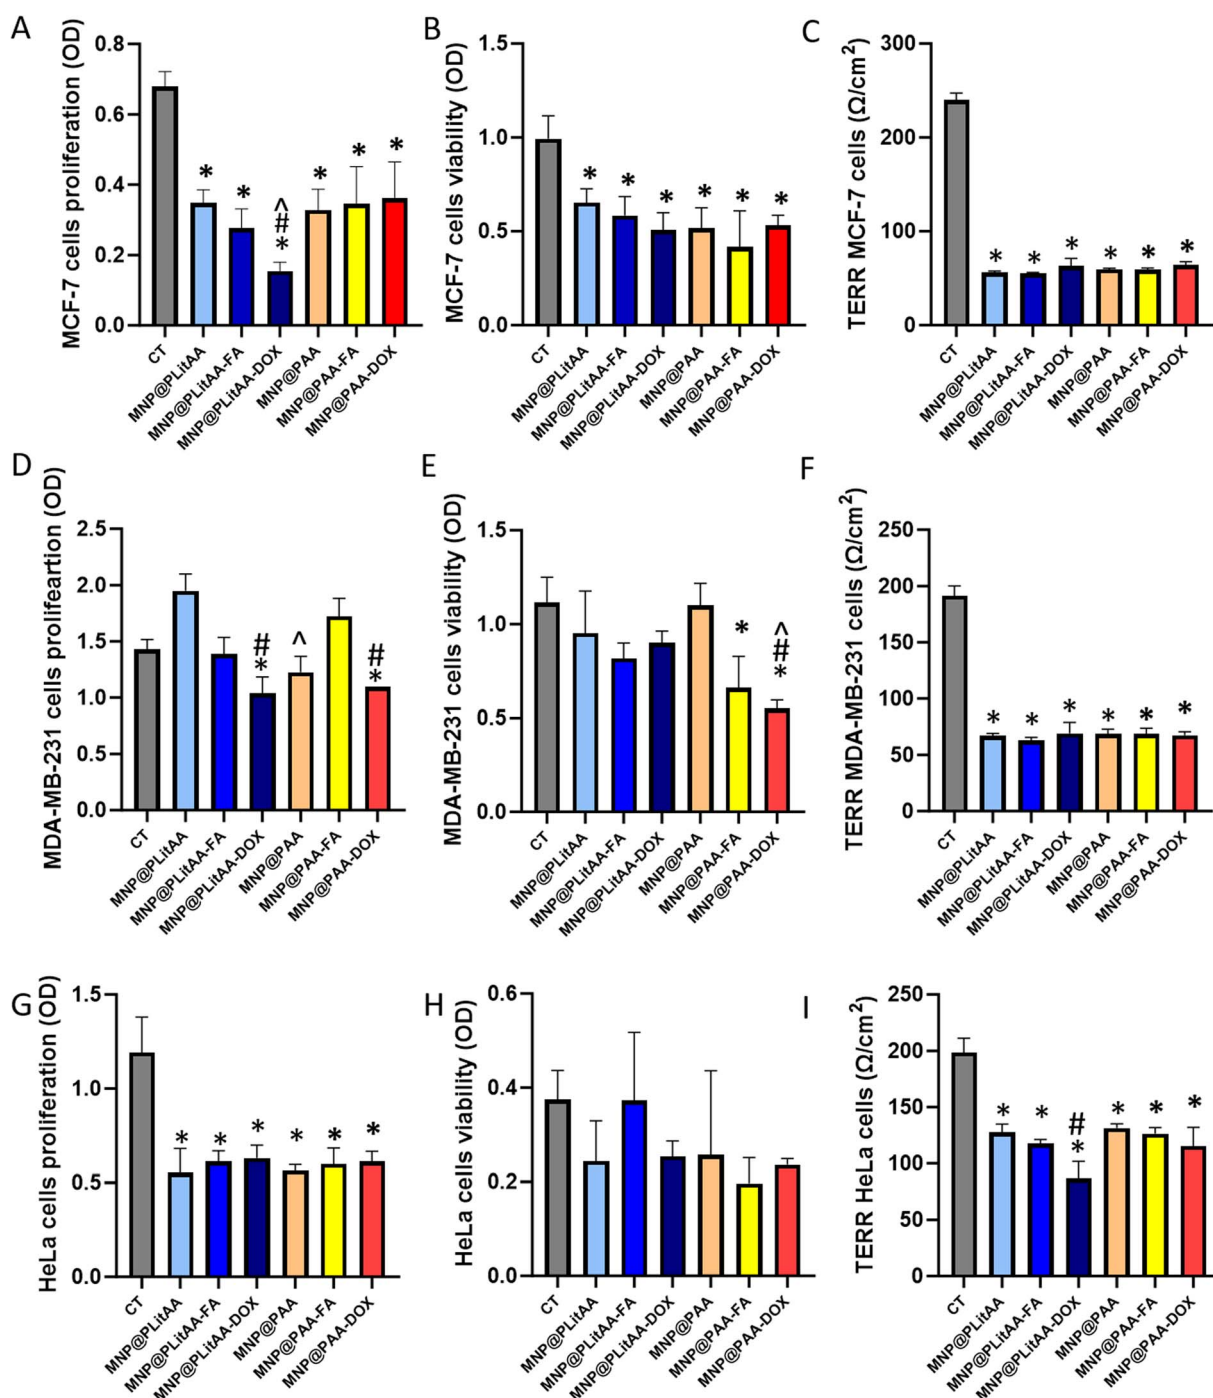 A
MCF-7 cells proliferation (OD)
0.8
0.6
0.4
0.2
0.0
*
*
^
#
*
*
*
*
CT
MNP@PLitAA
MNP@PLitAA-FA
MNP@PLitAA-DOX
MNP@PAA
MNP@PAA-FA
MNP@PAA-DOX
B
MCF-7 cells viability (OD)
1.5
1.0
0.5
0.0
*
*
*
*
*
*
CT
MNP@PLitAA
MNP@PLitAA-FA
MNP@PLitAA-DOX
MNP@PAA
MNP@PAA-FA
MNP@PAA-DOX
C
TERR MCF-7 cells (Ω/cm²)
300
200
100
0
*
*
*
*
*
*
CT
MNP@PLitAA
MNP@PLitAA-FA
MNP@PLitAA-DOX
MNP@PAA
MNP@PAA-FA
MNP@PAA-DOX
D
MDA-MB-231 cells prolifeartion (OD)
2.5
2.0
1.5
1.0
0.5
0.0
#
*
^
#
*
CT
MNP@PLitAA
MNP@PLitAA-FA
MNP@PLitAA-DOX
MNP@PAA
MNP@PAA-FA
MNP@PAA-DOX
E
MDA-MB-231 cells viability (OD)
1.5
1.0
0.5
0.0
*
^
#
*
CT
MNP@PLitAA
MNP@PLitAA-FA
MNP@PLitAA-DOX
MNP@PAA
MNP@PAA-FA
MNP@PAA-DOX
F
TERR MDA-MB-231 cells (Ω/cm²)
250
200
150
100
50
0
*
*
*
*
*
*
CT
MNP@PLitAA
MNP@PLitAA-FA
MNP@PLitAA-DOX
MNP@PAA
MNP@PAA-FA
MNP@PAA-DOX
G
HeLa cells proliferation (OD)
1.5
1.0
0.5
0.0
*
*
*
*
*
*
CT
MNP@PLitAA
MNP@PLitAA-FA
MNP@PLitAA-DOX
MNP@PAA
MNP@PAA-FA
MNP@PAA-DOX
H
HeLa cells viability (OD)
0.6
0.4
0.2
0.0
CT
MNP@PLitAA
MNP@PLitAA-FA
MNP@PLitAA-DOX
MNP@PAA
MNP@PAA-FA
MNP@PAA-DOX
I
TERR HeLa cells (Ω/cm²)
250
200
150
100
50
0
*
*
#
*
*
*
*
CT
MNP@PLitAA
MNP@PLitAA-FA
MNP@PLitAA-DOX
MNP@PAA
MNP@PAA-FA
MNP@PAA-DOX